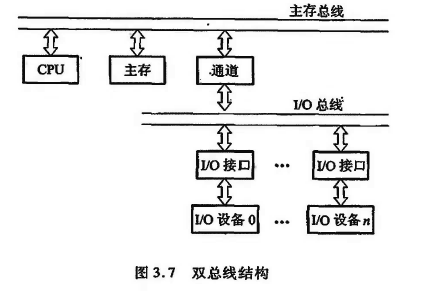 主存总线
CPU 主存 通道
I/O 总线
I/O 接口 ··· I/O 接口
I/O 设备 0 ··· I/O 设备 n
图 3.7 双总线结构